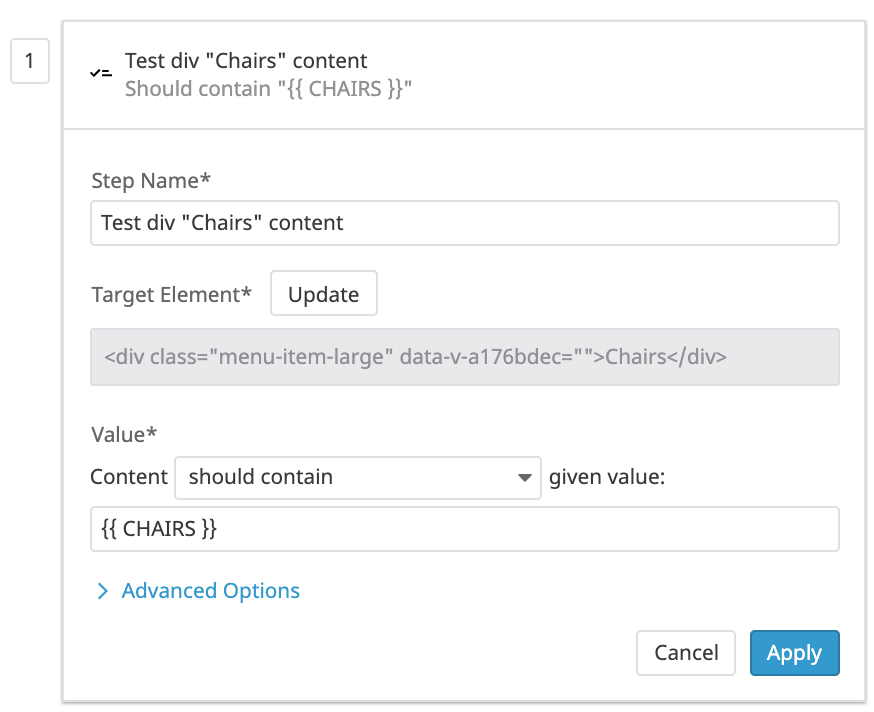 1
Test div "Chairs" content
Should contain "{{ CHAIRS }}"
Step Name*
Test div "Chairs" content
Target Element* Update
<div class="menu-item-large" data-v-a176bdec="">Chairs</div>
Value*
Content should contain given value:
{{ CHAIRS }}
Advanced Options
Cancel Apply